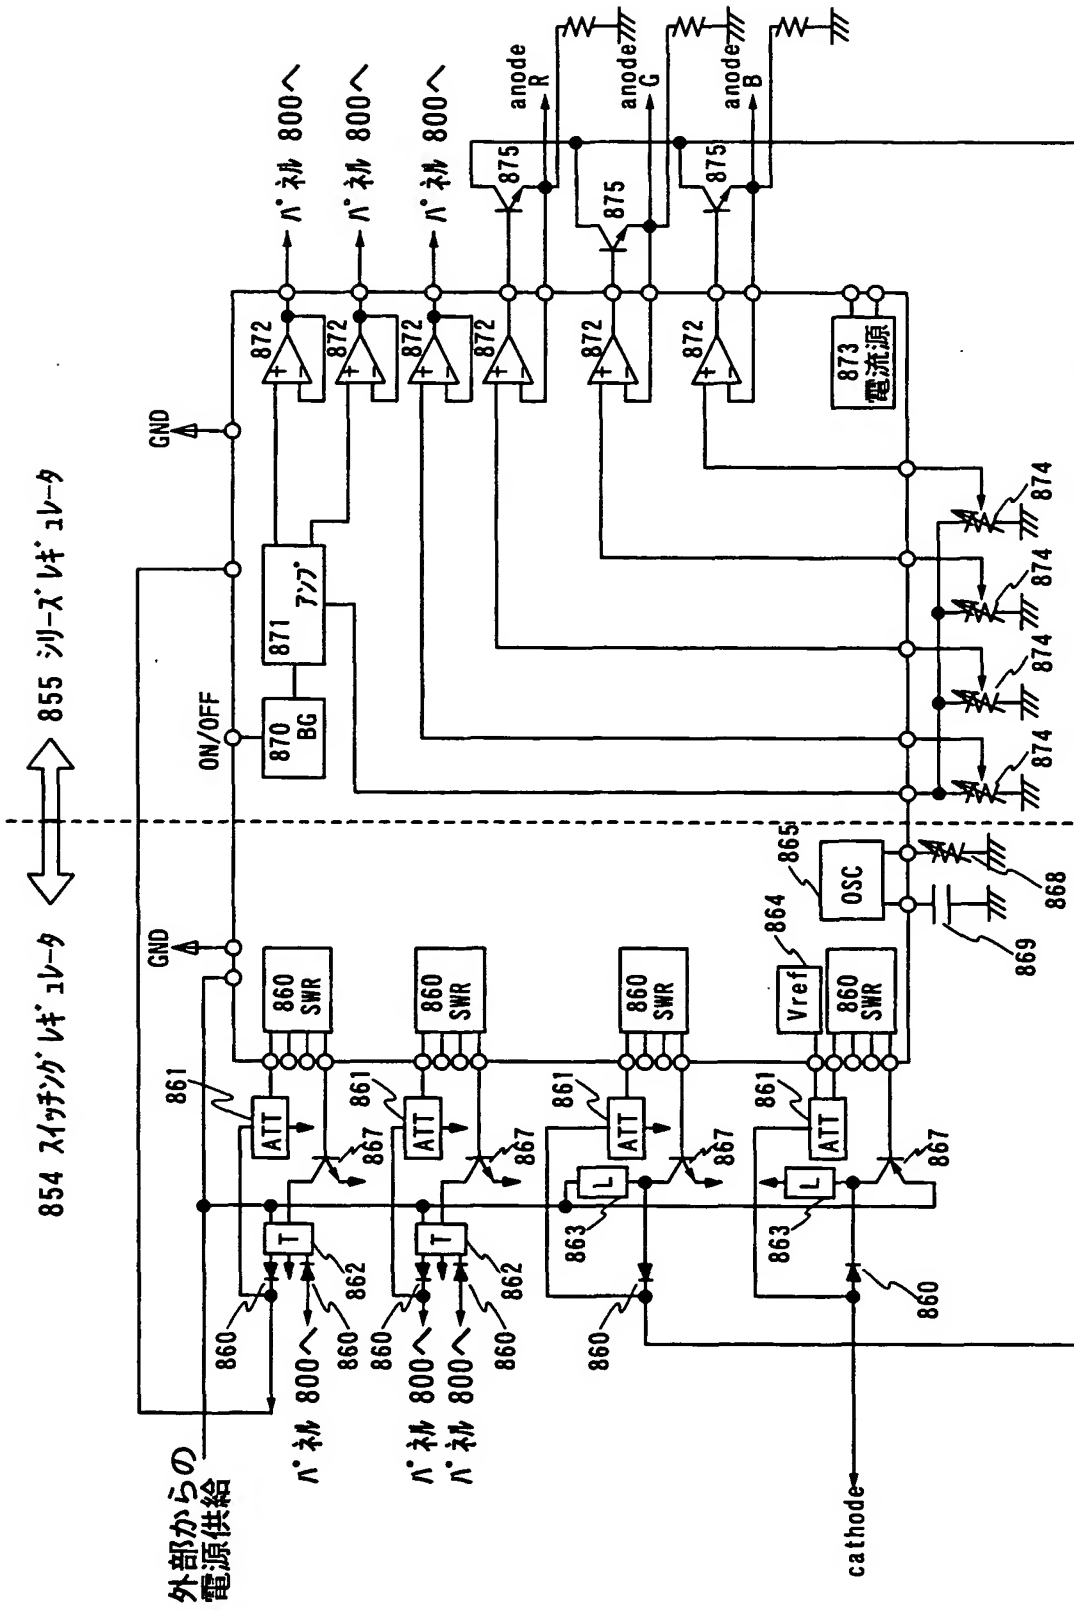 854 スイッチングレギュレータ
855 シリーズレギュレータ
外部からの
電源供給
GND
ON/OFF
GND
861
ATT
860
SWR
867
T
862
860
860
パネル 800へ
861
ATT
860
SWR
867
T
862
860
860
パネル 800へ
パネル 800へ
861
ATT
860
SWR
867
L
863
860
864
Vref
861
ATT
860
SWR
867
L
863
860
cathode
865
OSC
869
868
870
BG
871
アンプ
872
872
872
872
872
872
パネル 800へ
パネル 800へ
パネル 800へ
875
875
875
anode
R
anode
G
anode
B
873
電流源
874
874
874
874